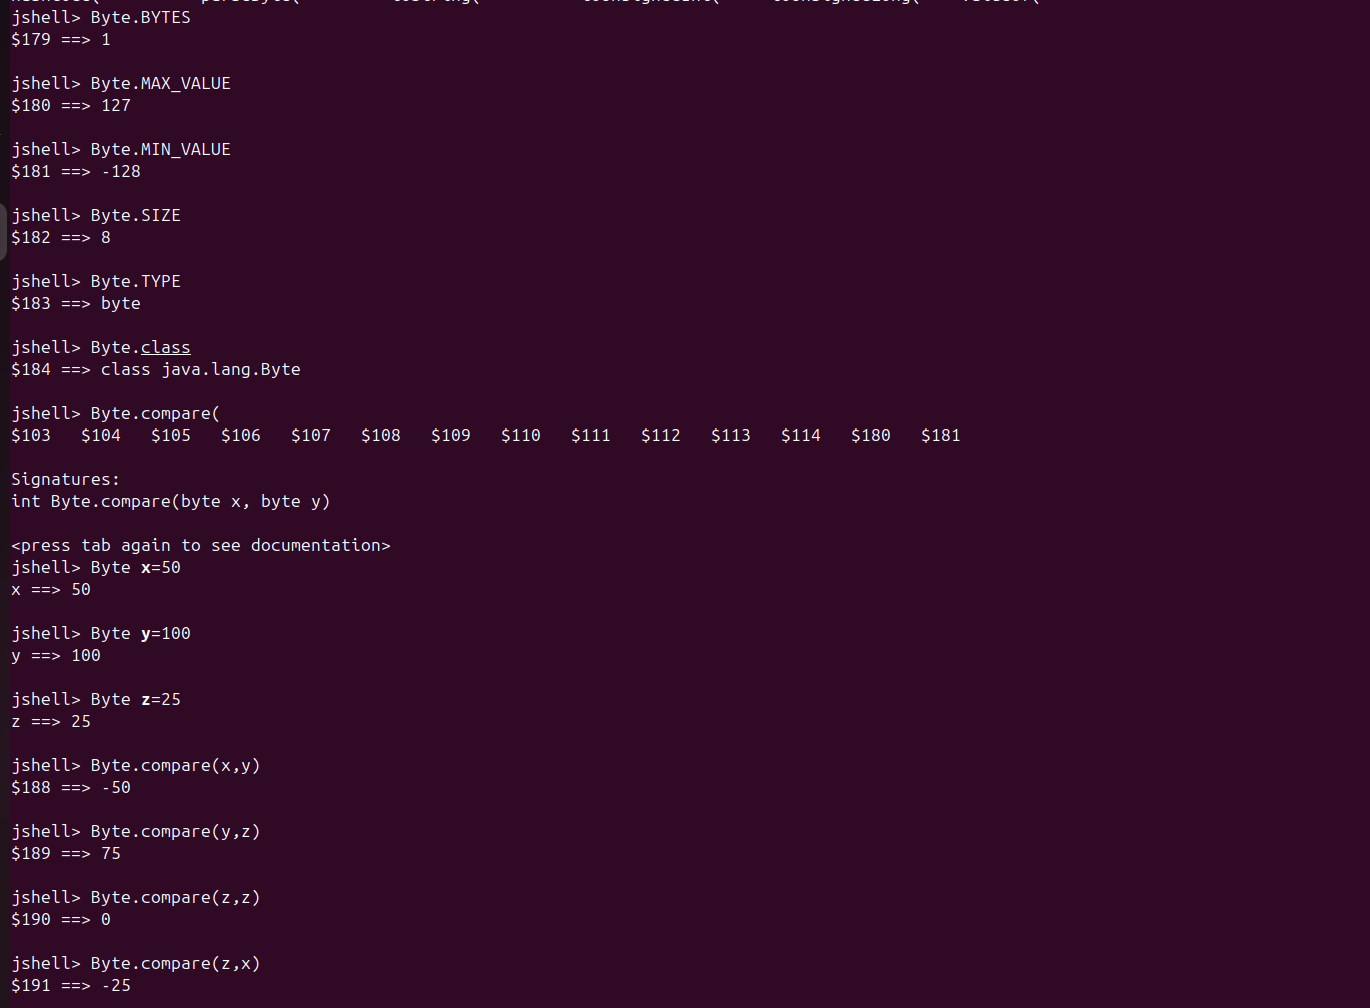 jshell> Byte.BYTES
$179 ==> 1
jshell> Byte.MAX_VALUE
$180 ==> 127
jshell> Byte.MIN_VALUE
$181 ==> -128
jshell> Byte.SIZE
$182 ==> 8
jshell> Byte.TYPE
$183 ==> byte
jshell> Byte.class
$184 ==> class java.lang.Byte
jshell> Byte.compare(
$103   $104   $105   $106   $107   $108   $109   $110   $111   $112   $113   $114   $180   $181
Signatures:
int Byte.compare(byte x, byte y)
<press tab again to see documentation>
jshell> Byte x=50
x ==> 50
jshell> Byte y=100
y ==> 100
jshell> Byte z=25
z ==> 25
jshell> Byte.compare(x,y)
$188 ==> -50
jshell> Byte.compare(y,z)
$189 ==> 75
jshell> Byte.compare(z,z)
$190 ==> 0
jshell> Byte.compare(z,x)
$191 ==> -25